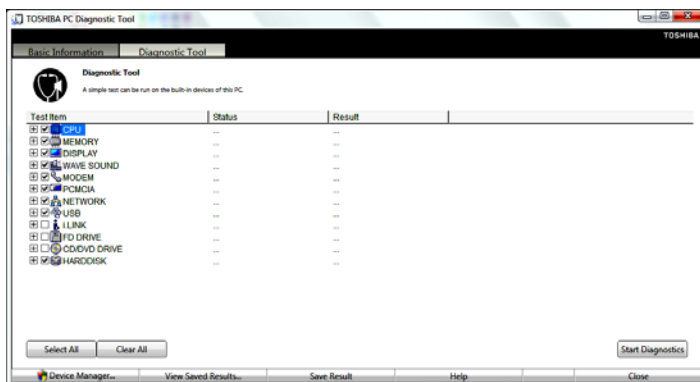 TOSHIBA PC Diagnostic Tool
TOSHIBA
Basic Information Diagnostic Tool
Diagnostic Tool
A simple test can be run on the built-in devices of this PC.
Test Item Status Result
CPU ... ...
MEMORY ... ...
DISPLAY ... ...
WAVE SOUND ... ...
MODEM ... ...
PCMCIA ... ...
NETWORK ... ...
USB ... ...
i.LINK ... ...
FD DRIVE ... ...
CD/DVD DRIVE ... ...
HARDDISK ... ...
Select All Clear All Start Diagnostics
Device Manager... View Saved Results... Save Result Help Close